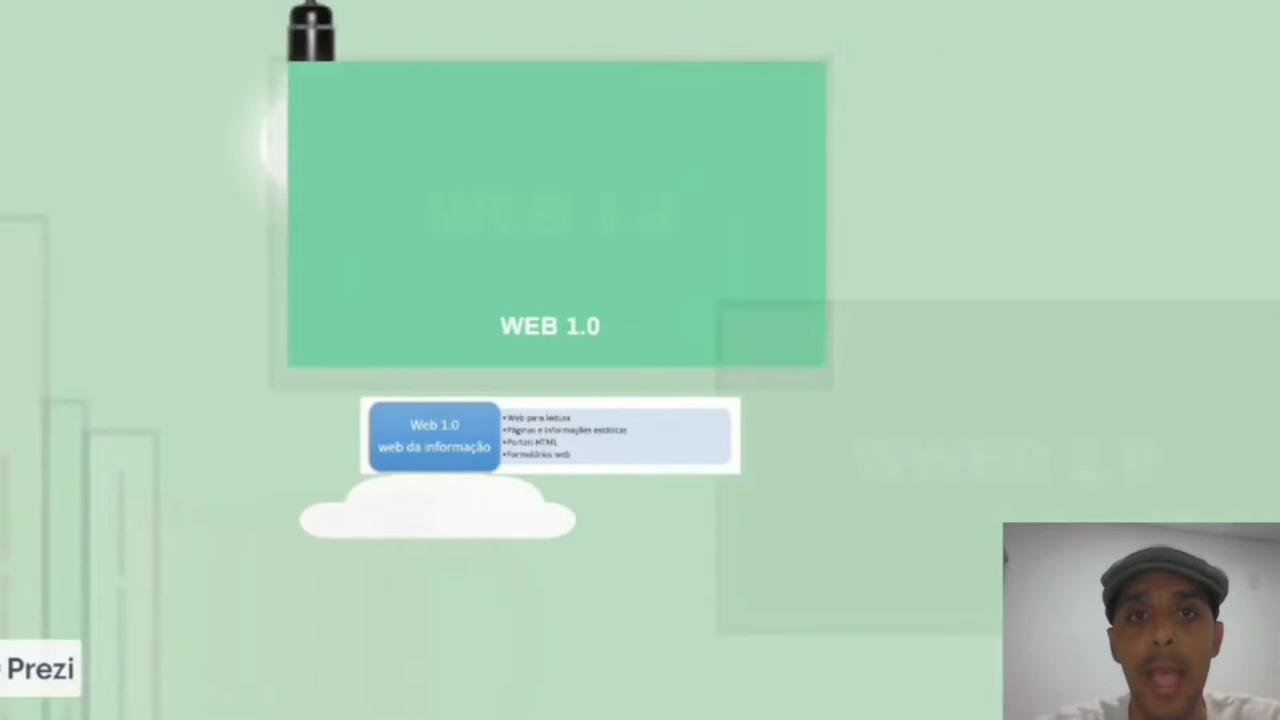 WEB 1.0
Web 1.0
web da informação
•Web para leitura
•Páginas e informações estáticas
•Portais HTML
•Formulários web
Prezi